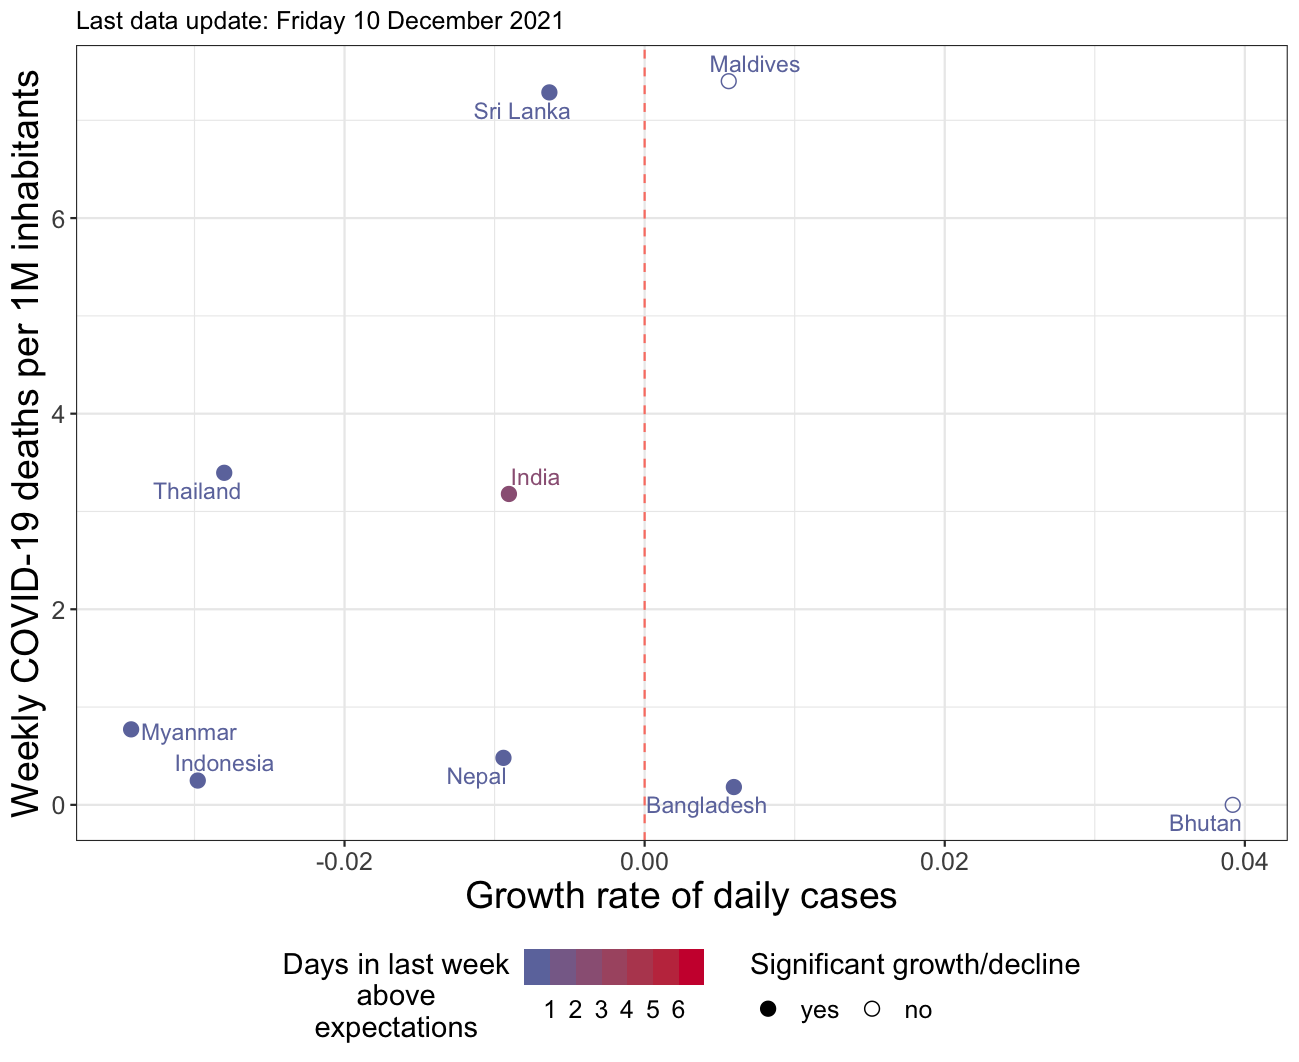 Last data update: Friday 10 December 2021
Weekly COVID-19 deaths per 1M inhabitants
Maldives
Sri Lanka
6
4
India
Thailand
2
Myanmar
Indonesia
Nepal
0
Bangladesh
Bhutan
-0.02 0.00 0.02 0.04
Growth rate of daily cases
Days in last week
above
expectations
1 2 3 4 5 6
Significant growth/decline
yes no